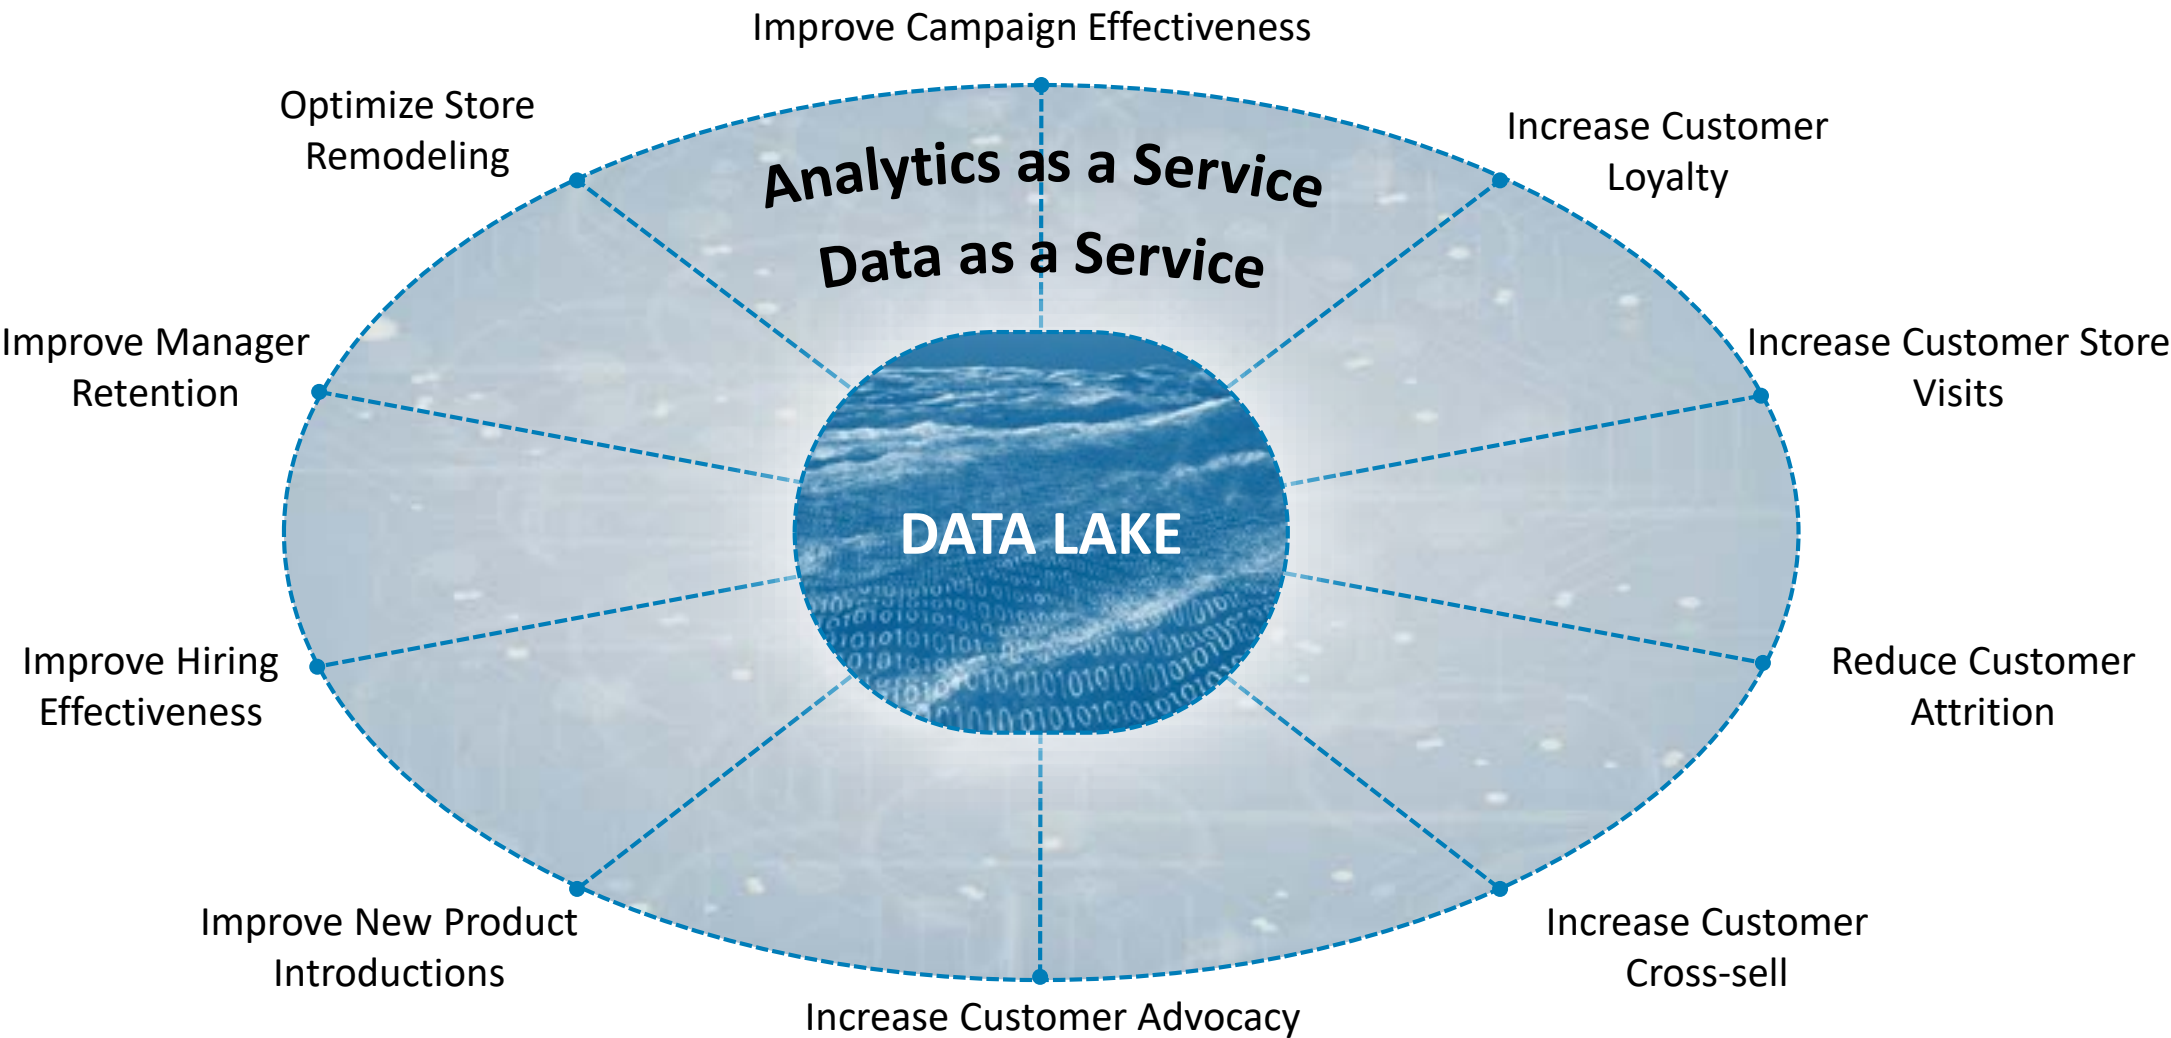 Improve Campaign Effectiveness
Optimize Store
Remodeling
Increase Customer
Loyalty
Analytics as a Service
Data as a Service
Improve Manager
Retention
Increase Customer Store
Visits
DATA LAKE
Improve Hiring
Effectiveness
Reduce Customer
Attrition
Improve New Product
Introductions
Increase Customer
Cross-sell
Increase Customer Advocacy